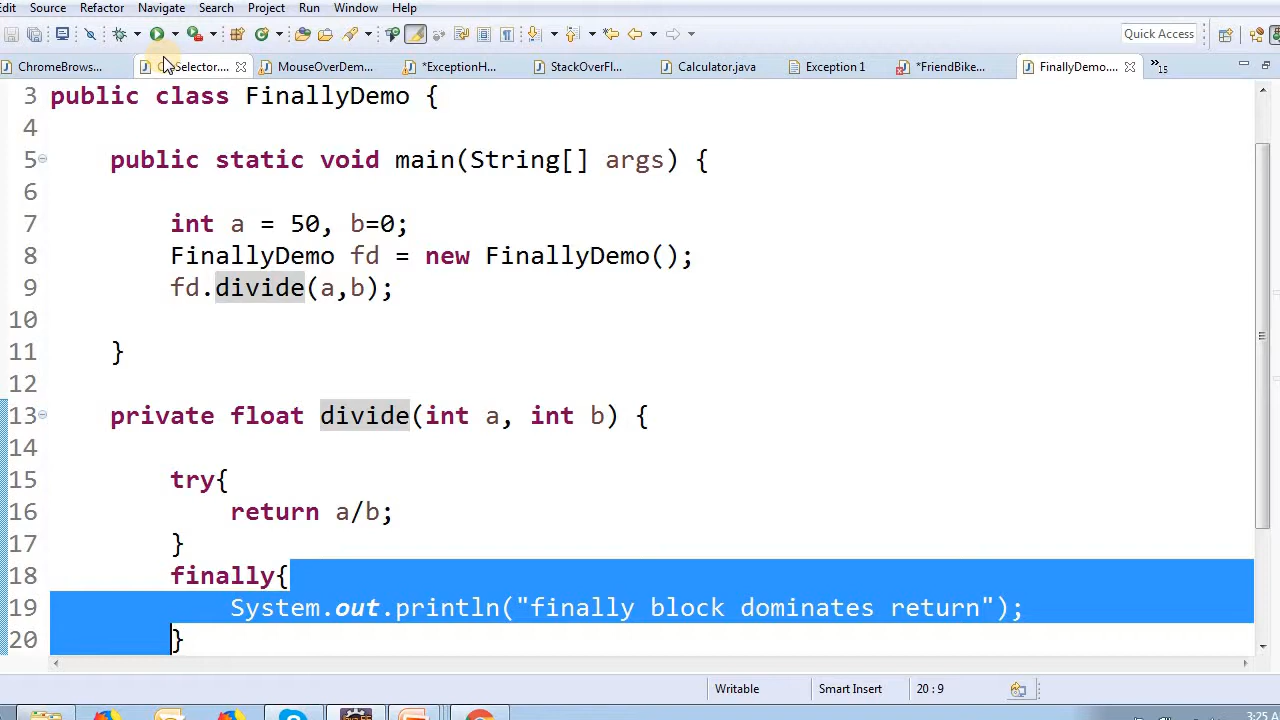 Edit Source Refactor Navigate Search Project Run Window Help
Quick Access
ChromeBrows... MouseOverDem... *ExceptionH... StackOverFl... Calculator.java Exception 1 *FriendBike... FinallyDemo.... »15
3 public class FinallyDemo {
4
5 public static void main(String[] args) {
6
7 int a = 50, b=0;
8 FinallyDemo fd = new FinallyDemo();
9 fd.divide(a,b);
10
11 }
12
13 private float divide(int a, int b) {
14
15 try{
16 return a/b;
17 }
18 finally{
19 System.out.println("finally block dominates return");
20 }
Writable Smart Insert 20 : 9